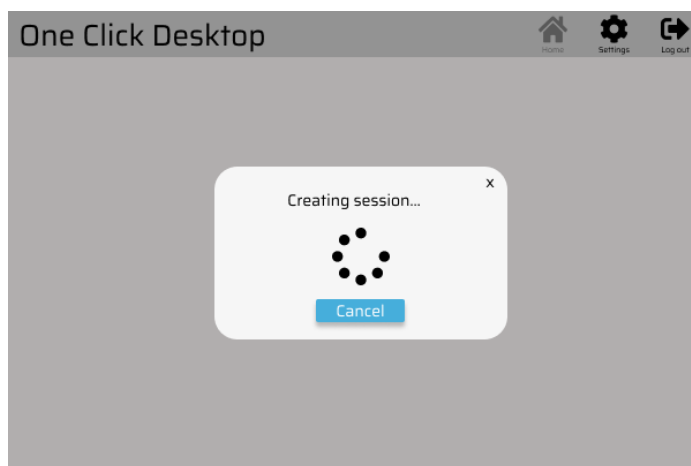 One Click Desktop
Home
Settings
Log out
x
Creating session...
Cancel